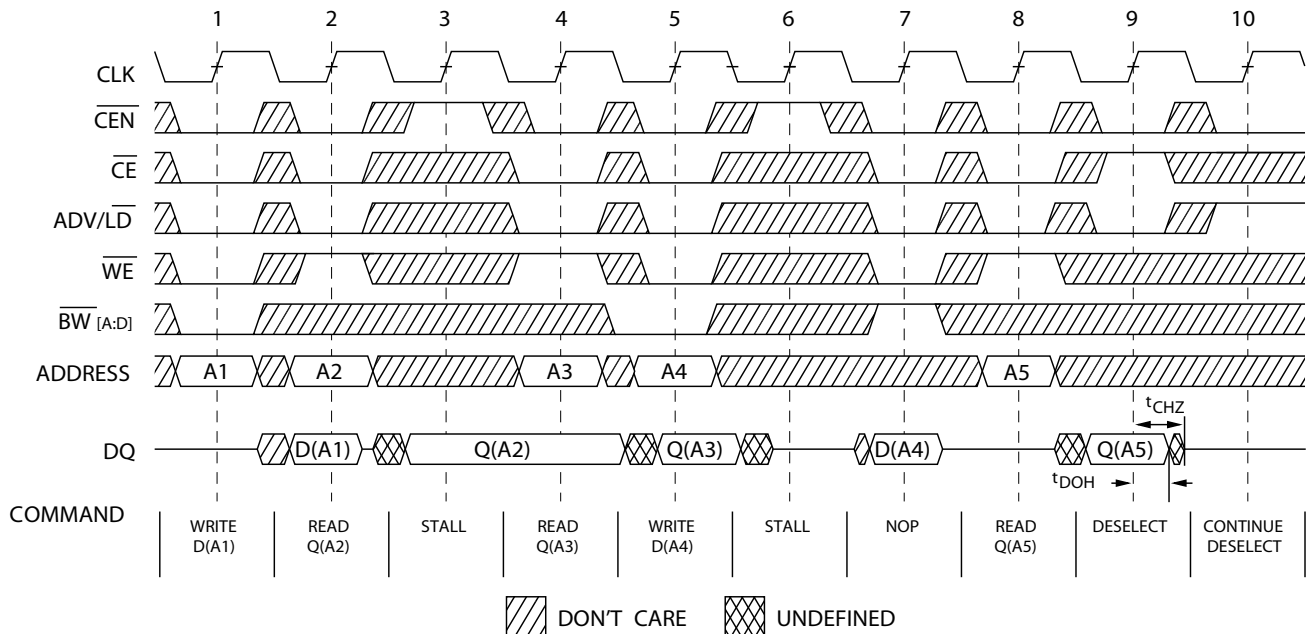 1 2 3 4 5 6 7 8 9 10
CLK
CEN
CE
ADV/LD
WE
BW [A:D]
ADDRESS A1 A2 A3 A4 A5
tCHZ
DQ D(A1) Q(A2) Q(A3) D(A4) Q(A5)
tDOH
COMMAND
WRITE READ STALL READ WRITE STALL NOP READ DESELECT CONTINUE
D(A1) Q(A2) Q(A3) D(A4) Q(A5) DESELECT
DON'T CARE UNDEFINED